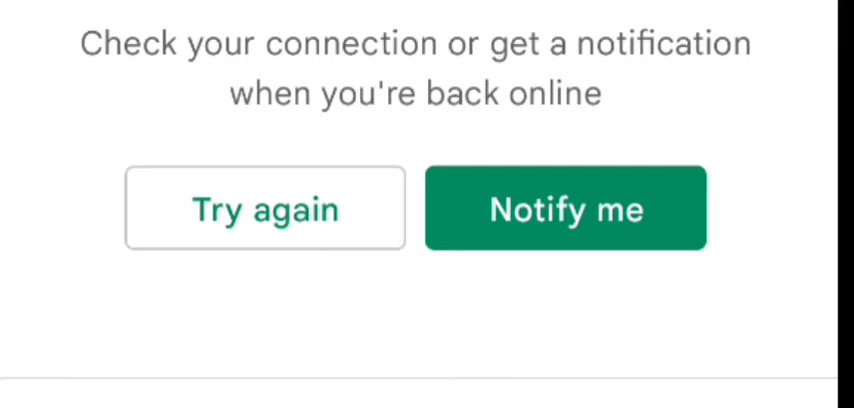 Check your connection or get a notification
when you're back online
Try again
Notify me